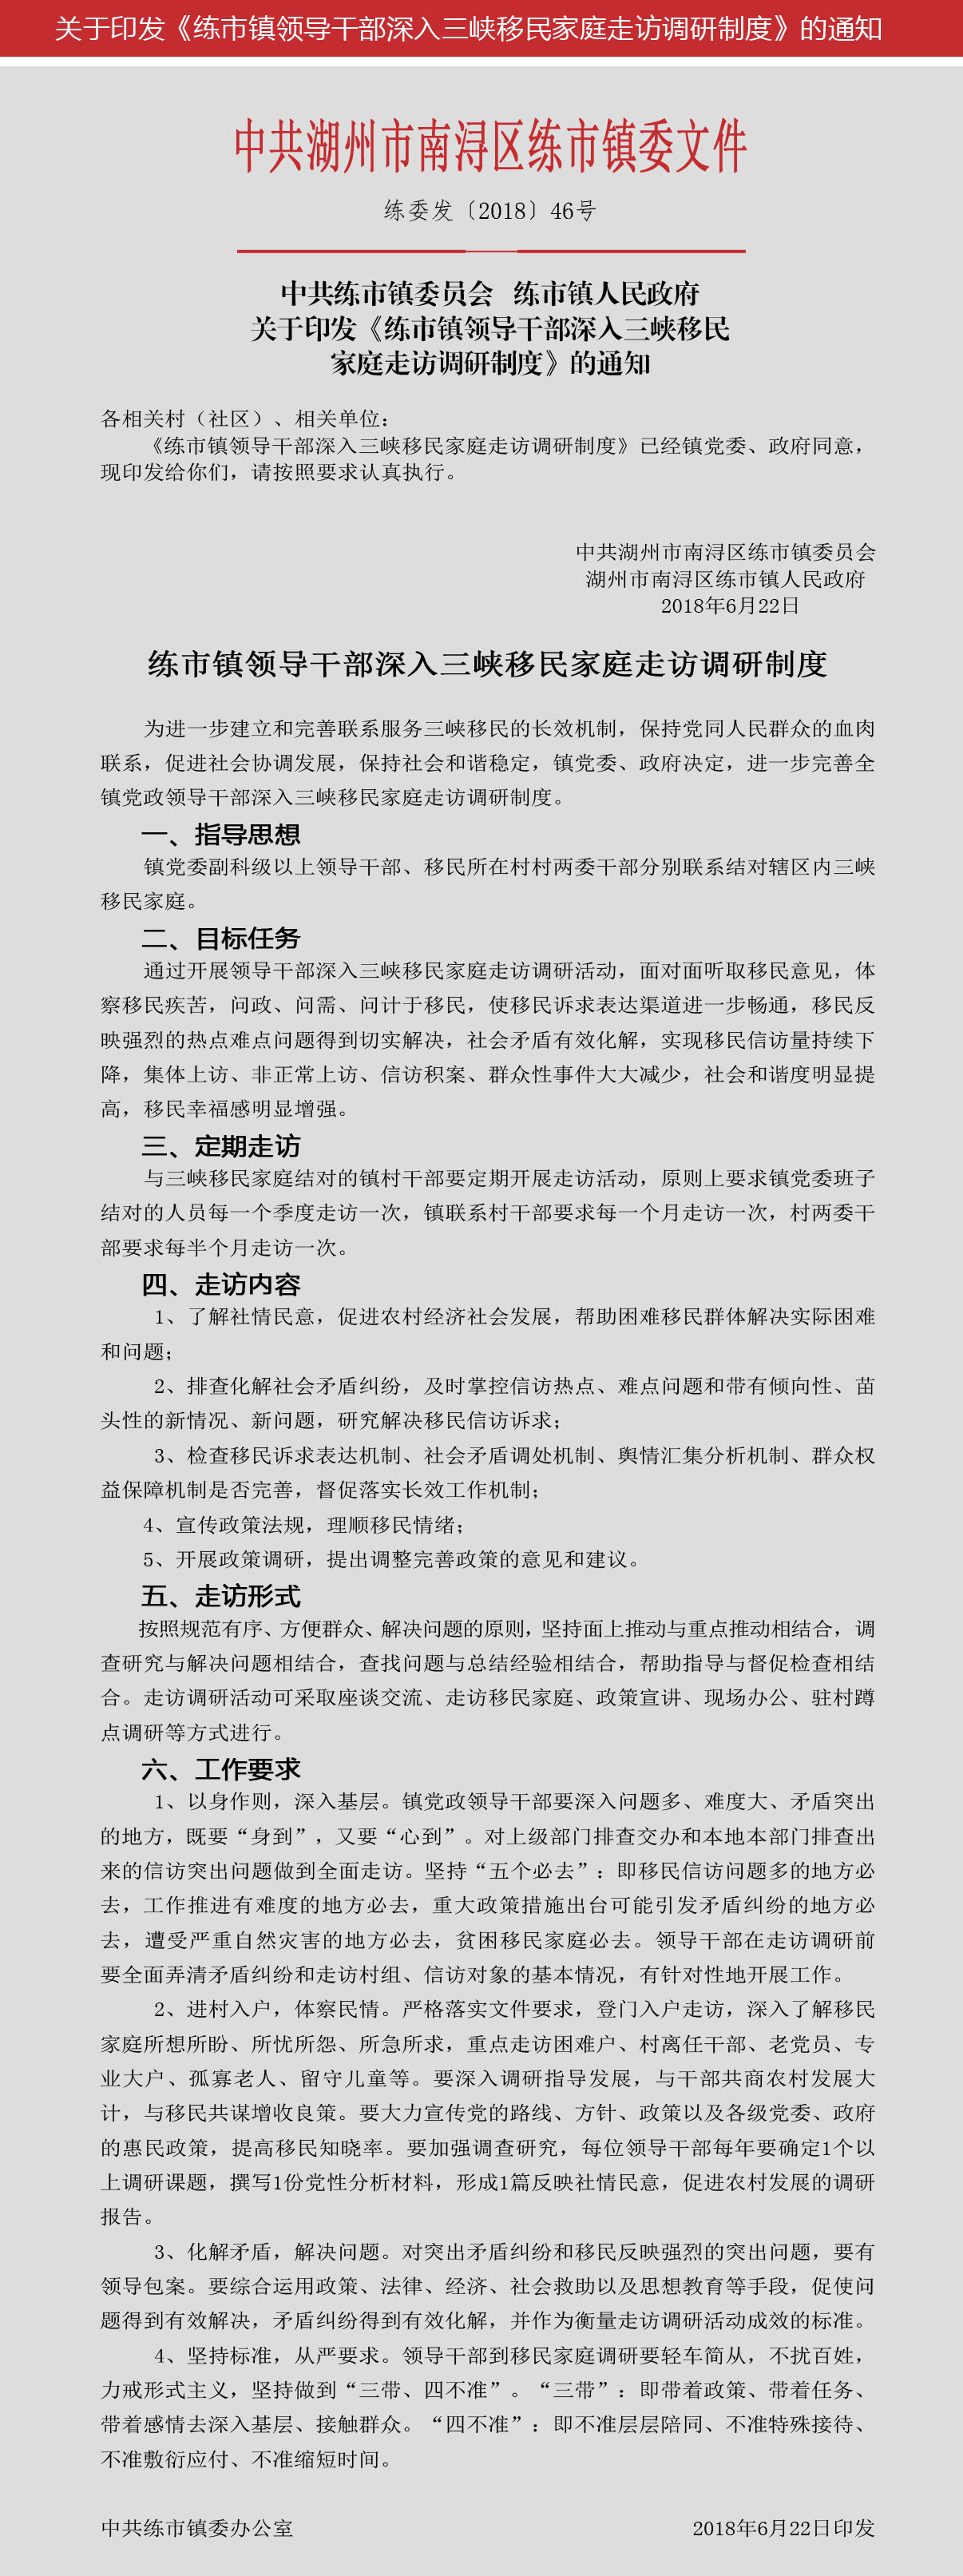 关于印发《练市镇领导干部深入三峡移民家庭走访调研制度》的通知
中共湖州市南浔区练市镇委文件
练委发〔2018〕46号
中共练市镇委员会 练市镇人民政府
关于印发《练市镇领导干部深入三峡移民
家庭走访调研制度》的通知
各相关村（社区）、相关单位：
《练市镇领导干部深入三峡移民家庭走访调研制度》已经镇党委、政府同意，
现印发给你们，请按照要求认真执行。
中共湖州市南浔区练市镇委员会
湖州市南浔区练市镇人民政府
2018年6月22日
练市镇领导干部深入三峡移民家庭走访调研制度
为进一步建立和完善联系服务三峡移民的长效机制，保持党同人民群众的血肉
联系，促进社会协调发展，保持社会和谐稳定，镇党委、政府决定，进一步完善全
镇党政领导干部深入三峡移民家庭走访调研制度。
一、指导思想
镇党委副科级以上领导干部、移民所在村村两委干部分别联系结对辖区内三峡
移民家庭。
二、目标任务
通过开展领导干部深入三峡移民家庭走访调研活动，面对面听取移民意见，体
察移民疾苦，问政、问需、问计于移民，使移民诉求表达渠道进一步畅通，移民反
映强烈的热点难点问题得到切实解决，社会矛盾有效化解，实现移民信访量持续下
降，集体上访、非正常上访、信访积案、群众性事件大大减少，社会和谐度明显提
高，移民幸福感明显增强。
三、定期走访
与三峡移民家庭结对的镇村干部要定期开展走访活动，原则上要求镇党委班子
结对的人员每一个季度走访一次，镇联系村干部要求每一个月走访一次，村两委干
部要求每半个月走访一次。
四、走访内容
1、了解社情民意，促进农村经济社会发展，帮助困难移民群体解决实际困难
和问题；
2、排查化解社会矛盾纠纷，及时掌控信访热点、难点问题和带有倾向性、苗
头性的新情况、新问题，研究解决移民信访诉求；
3、检查移民诉求表达机制、社会矛盾调处机制、舆情汇集分析机制、群众权
益保障机制是否完善，督促落实长效工作机制；
4、宣传政策法规，理顺移民情绪；
5、开展政策调研，提出调整完善政策的意见和建议。
五、走访形式
按照规范有序、方便群众、解决问题的原则，坚持面上推动与重点推动相结合，调
查研究与解决问题相结合，查找问题与总结经验相结合，帮助指导与督促检查相结
合。走访调研活动可采取座谈交流、走访移民家庭、政策宣讲、现场办公、驻村蹲
点调研等方式进行。
六、工作要求
1、以身作则，深入基层。镇党政领导干部要深入问题多、难度大、矛盾突出
的地方，既要“身到”，又要“心到”。对上级部门排查交办和本地本部门排查出
来的信访突出问题做到全面走访。坚持“五个必去”：即移民信访问题多的地方必
去，工作推进有难度的地方必去，重大政策措施出台可能引发矛盾纠纷的地方必
去，遭受严重自然灾害的地方必去，贫困移民家庭必去。领导干部在走访调研前
要全面弄清矛盾纠纷和走访村组、信访对象的基本情况，有针对性地开展工作。
2、进村入户，体察民情。严格落实文件要求，登门入户走访，深入了解移民
家庭所想所盼、所忧所怨、所急所求，重点走访困难户、村离任干部、老党员、专
业大户、孤寡老人、留守儿童等。要深入调研指导发展，与干部共商农村发展大
计，与移民共谋增收良策。要大力宣传党的路线、方针、政策以及各级党委、政府
的惠民政策，提高移民知晓率。要加强调查研究，每位领导干部每年要确定1个以
上调研课题，撰写1份党性分析材料，形成1篇反映社情民意，促进农村发展的调研
报告。
3、化解矛盾，解决问题。对突出矛盾纠纷和移民反映强烈的突出问题，要有
领导包案。要综合运用政策、法律、经济、社会救助以及思想教育等手段，促使问
题得到有效解决，矛盾纠纷得到有效化解，并作为衡量走访调研活动成效的标准。
4、坚持标准，从严要求。领导干部到移民家庭调研要轻车简从，不扰百姓，
力戒形式主义，坚持做到“三带、四不准”。“三带”：即带着政策、带着任务、
带着感情去深入基层、接触群众。“四不准”：即不准层层陪同、不准特殊接待、
不准敷衍应付、不准缩短时间。
中共练市镇委办公室 2018年6月22日印发